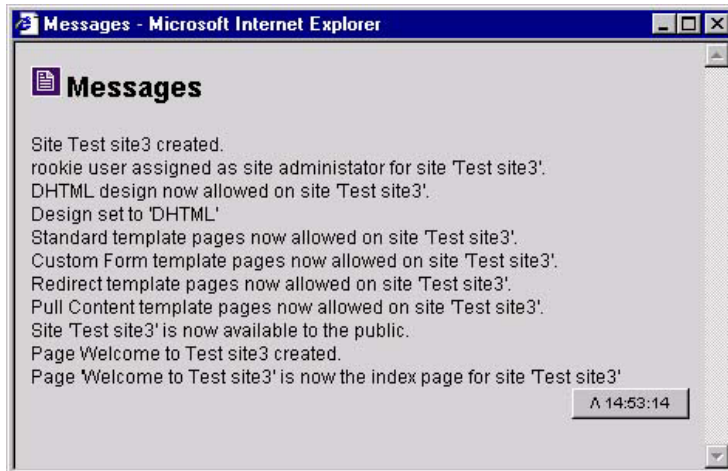 Messages - Microsoft Internet Explorer
Messages
Site Test site3 created.
rookie user assigned as site administator for site 'Test site3'.
DHTML design now allowed on site 'Test site3'.
Design set to 'DHTML'
Standard template pages now allowed on site 'Test site3'.
Custom Form template pages now allowed on site 'Test site3'.
Redirect template pages now allowed on site 'Test site3'.
Pull Content template pages now allowed on site 'Test site3'.
Site 'Test site3' is now available to the public.
Page Welcome to Test site3 created.
Page 'Welcome to Test site3' is now the index page for site 'Test site3'
Λ 14:53:14